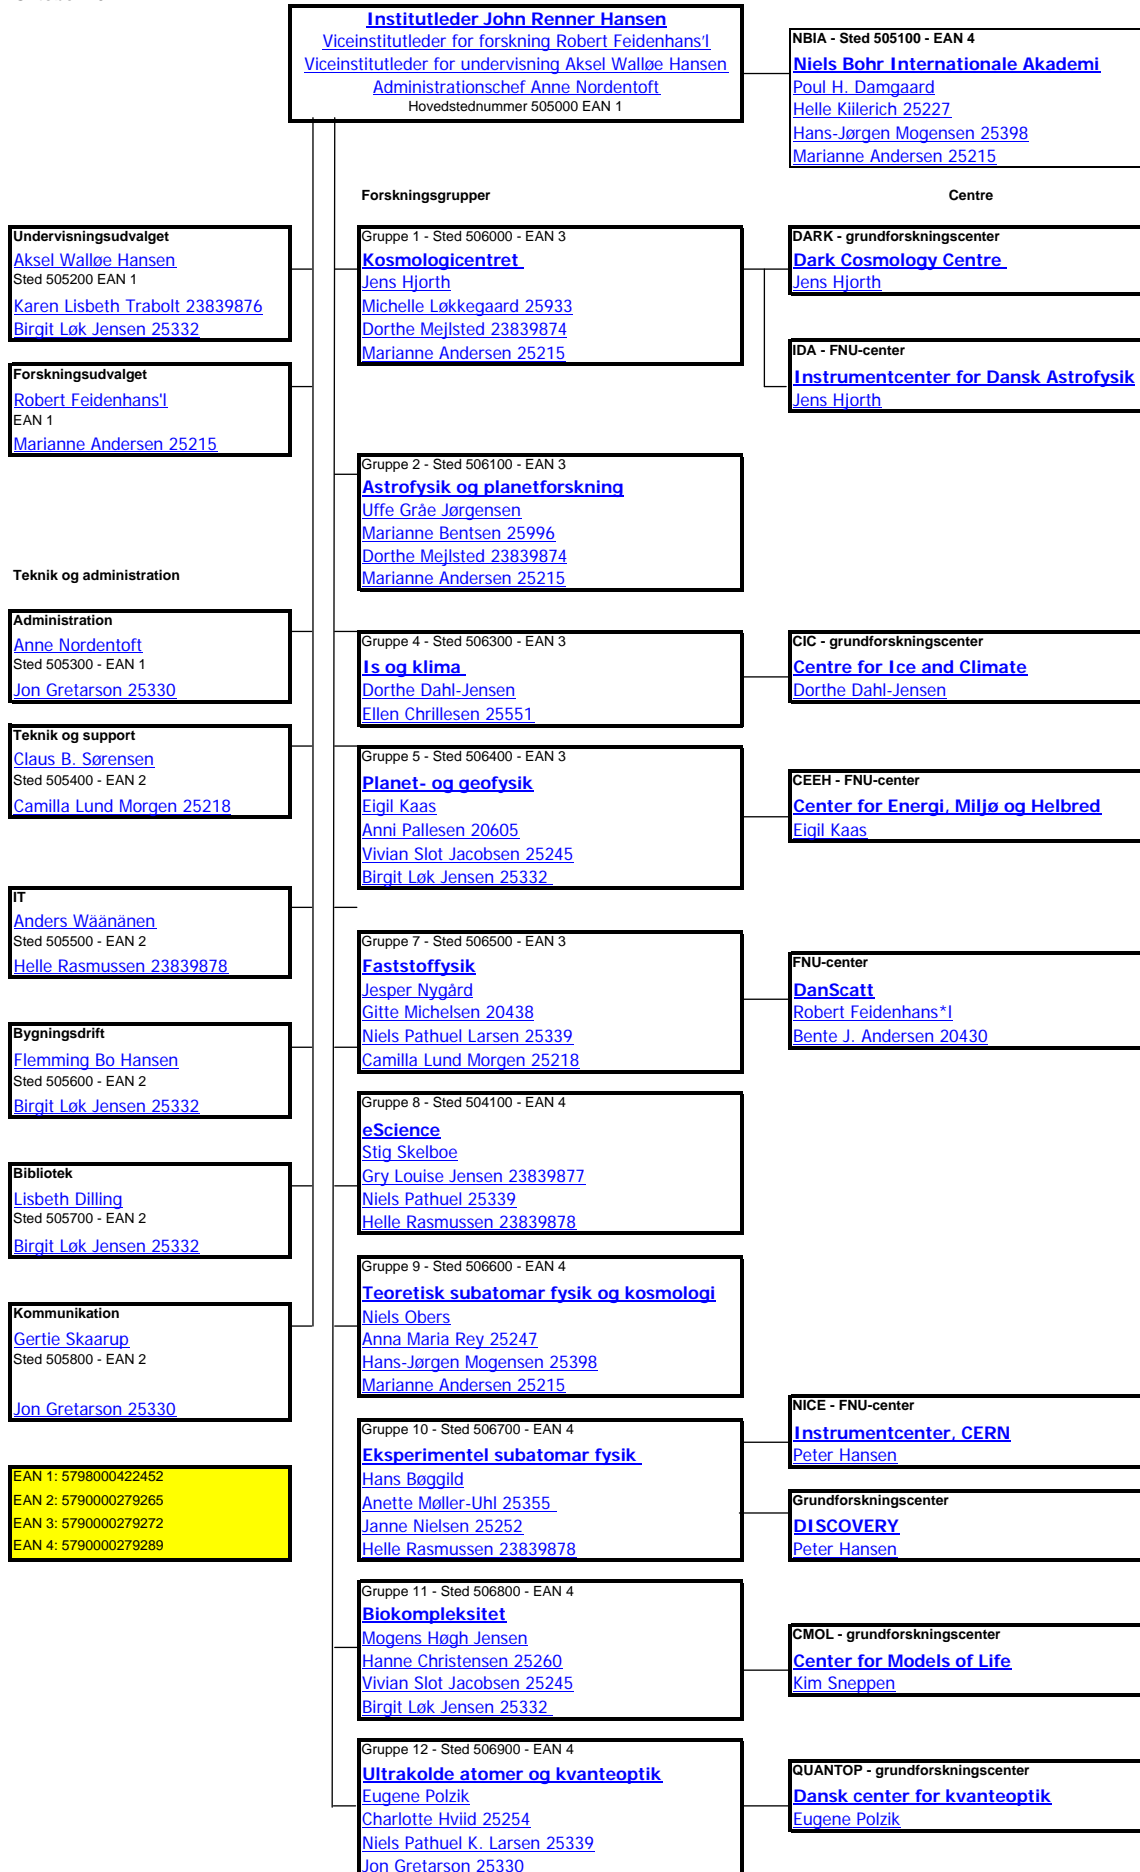 Institutleder John Renner Hansen
Viceinstitutleder for forskning Robert Feidenhans'l
Viceinstitutleder for undervisning Aksel Walløe Hansen
Administrationschef Anne Nordentoft
Hovedstednummer 505000 EAN 1
NBIA - Sted 505100 - EAN 4
Niels Bohr Internationale Akademi
Poul H. Damgaard
Helle Kiilerich 25227
Hans-Jørgen Mogensen 25398
Marianne Andersen 25215
Forskningsgrupper
Centre
Undervisningsudvalget
Aksel Walløe Hansen
Sted 505200 EAN 1
Karen Lisbeth Trabolt 23839876
Birgit Løk Jensen 25332
Forskningsudvalget
Robert Feidenhans'l
EAN 1
Marianne Andersen 25215
Teknik og administration
Administration
Anne Nordentoft
Sted 505300 - EAN 1
Jon Gretarson 25330
Teknik og support
Claus B. Sørensen
Sted 505400 - EAN 2
Camilla Lund Morgen 25218
IT
Anders Wäänänen
Sted 505500 - EAN 2
Helle Rasmussen 23839878
Bygningsdrift
Flemming Bo Hansen
Sted 505600 - EAN 2
Birgit Løk Jensen 25332
Bibliotek
Lisbeth Dilling
Sted 505700 - EAN 2
Birgit Løk Jensen 25332
Kommunikation
Gertie Skaarup
Sted 505800 - EAN 2
Jon Gretarson 25330
EAN 1: 5798000422452
EAN 2: 5790000279265
EAN 3: 5790000279272
EAN 4: 5790000279289
Gruppe 1 - Sted 506000 - EAN 3
Kosmologicentret
Jens Hjorth
Michelle Løkkegaard 25933
Dorthe Mejlsted 23839874
Marianne Andersen 25215
Gruppe 2 - Sted 506100 - EAN 3
Astrofysik og planetforskning
Uffe Gråe Jørgensen
Marianne Bentsen 25996
Dorthe Mejlsted 23839874
Marianne Andersen 25215
Gruppe 4 - Sted 506300 - EAN 3
Is og klima
Dorthe Dahl-Jensen
Ellen Chrillesen 25551
Gruppe 5 - Sted 506400 - EAN 3
Planet- og geofysik
Eigil Kaas
Anni Pallesen 20605
Vivian Slot Jacobsen 25245
Birgit Løk Jensen 25332
Gruppe 7 - Sted 506500 - EAN 3
Faststoffysik
Jesper Nygård
Gitte Michelsen 20438
Niels Pathuel Larsen 25339
Camilla Lund Morgen 25218
Gruppe 8 - Sted 504100 - EAN 4
eScience
Stig Skelboe
Gry Louise Jensen 23839877
Niels Pathuel 25339
Helle Rasmussen 23839878
Gruppe 9 - Sted 506600 - EAN 4
Teoretisk subatomar fysik og kosmologi
Niels Obers
Anna Maria Rey 25247
Hans-Jørgen Mogensen 25398
Marianne Andersen 25215
Gruppe 10 - Sted 506700 - EAN 4
Eksperimentel subatomar fysik
Hans Bøggild
Anette Møller-Uhl 25355
Janne Nielsen 25252
Helle Rasmussen 23839878
Gruppe 11 - Sted 506800 - EAN 4
Biokompleksitet
Mogens Høgh Jensen
Hanne Christensen 25260
Vivian Slot Jacobsen 25245
Birgit Løk Jensen 25332
Gruppe 12 - Sted 506900 - EAN 4
Ultrakolde atomer og kvanteoptik
Eugene Polzik
Charlotte Hviid 25254
Niels Pathuel K. Larsen 25339
Jon Gretarson 25330
DARK - grundforskningscenter
Dark Cosmology Centre
Jens Hjorth
IDA - FNU-center
Instrumentcenter for Dansk Astrofysik
Jens Hjorth
CIC - grundforskningscenter
Centre for Ice and Climate
Dorthe Dahl-Jensen
CEEH - FNU-center
Center for Energi, Miljø og Helbred
Eigil Kaas
FNU-center
DanScatt
Robert Feidenhans*l
Bente J. Andersen 20430
NICE - FNU-center
Instrumentcenter, CERN
Peter Hansen
Grundforskningscenter
DISCOVERY
Peter Hansen
CMOL - grundforskningscenter
Center for Models of Life
Kim Sneppen
QUANTOP - grundforskningscenter
Dansk center for kvanteoptik
Eugene Polzik